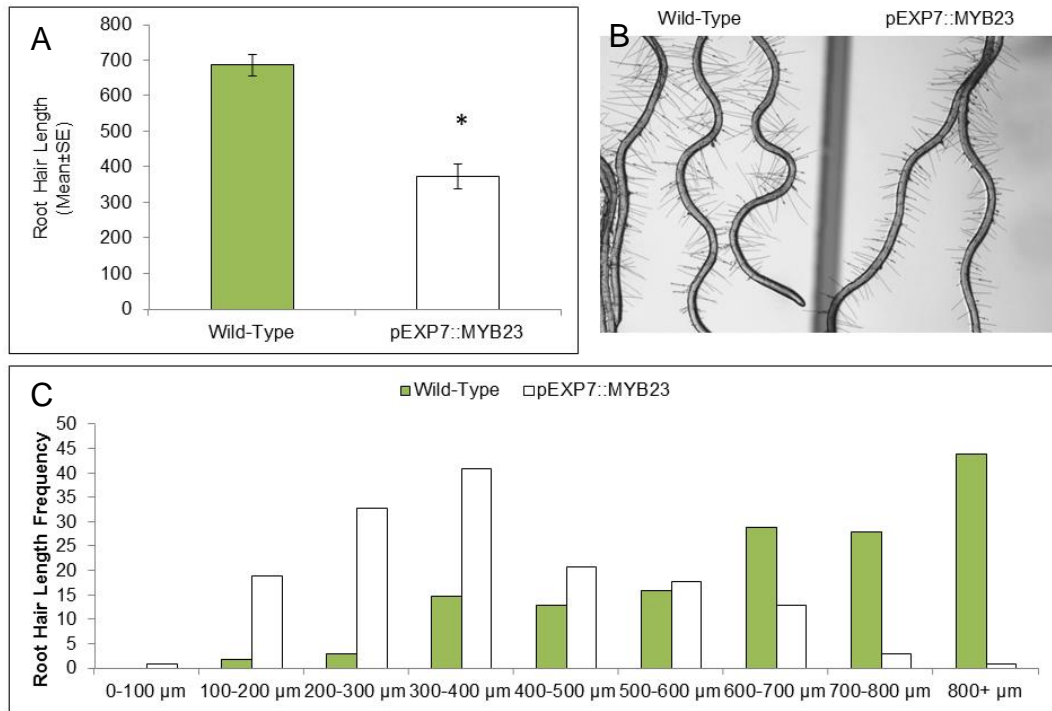 A
Root Hair Length
(Mean±SE)
800
700
600
500
400
300
200
100
0
*
Wild-Type pEXP7::MYB23
B
Wild-Type pEXP7::MYB23
C
Wild-Type pEXP7::MYB23
Root Hair Length Frequency
50
45
40
35
30
25
20
15
10
5
0
0-100 µm 100-200 µm 200-300 µm 300-400 µm 400-500 µm 500-600 µm 600-700 µm 700-800 µm 800+ µm